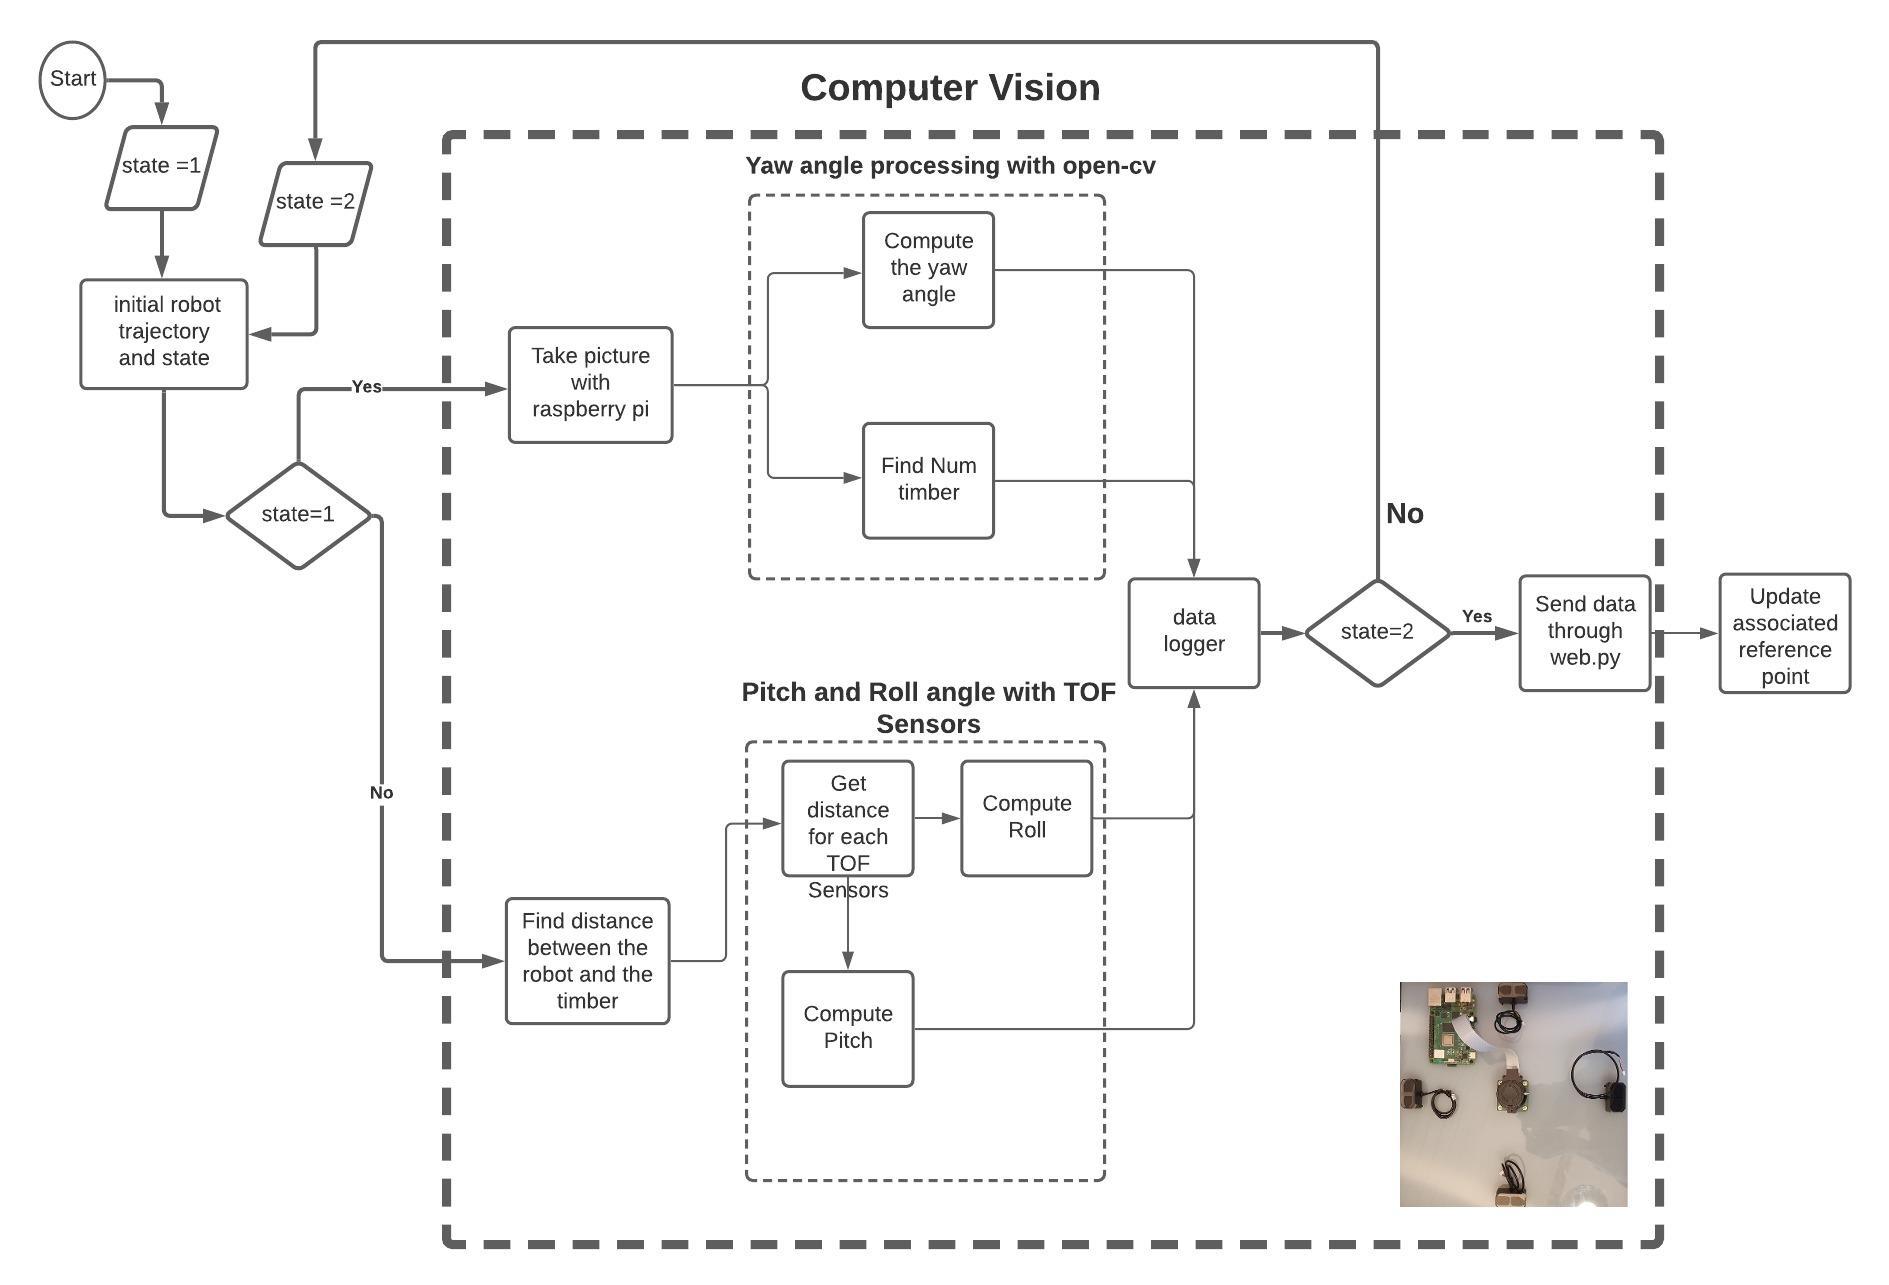 Start
Computer Vision
state =1
state =2
Yaw angle processing with open-cv
initial robot
trajectory
and state
Compute
the yaw
angle
Yes
Take picture
with
raspberry pi
Find Num
timber
state=1
No
data
logger
state=2
Yes
Send data
through
web.py
Update
associated
reference
point
Pitch and Roll angle with TOF
Sensors
No
Get
distance
for each
TOF
Sensors
Compute
Roll
Find distance
between the
robot and the
timber
Compute
Pitch